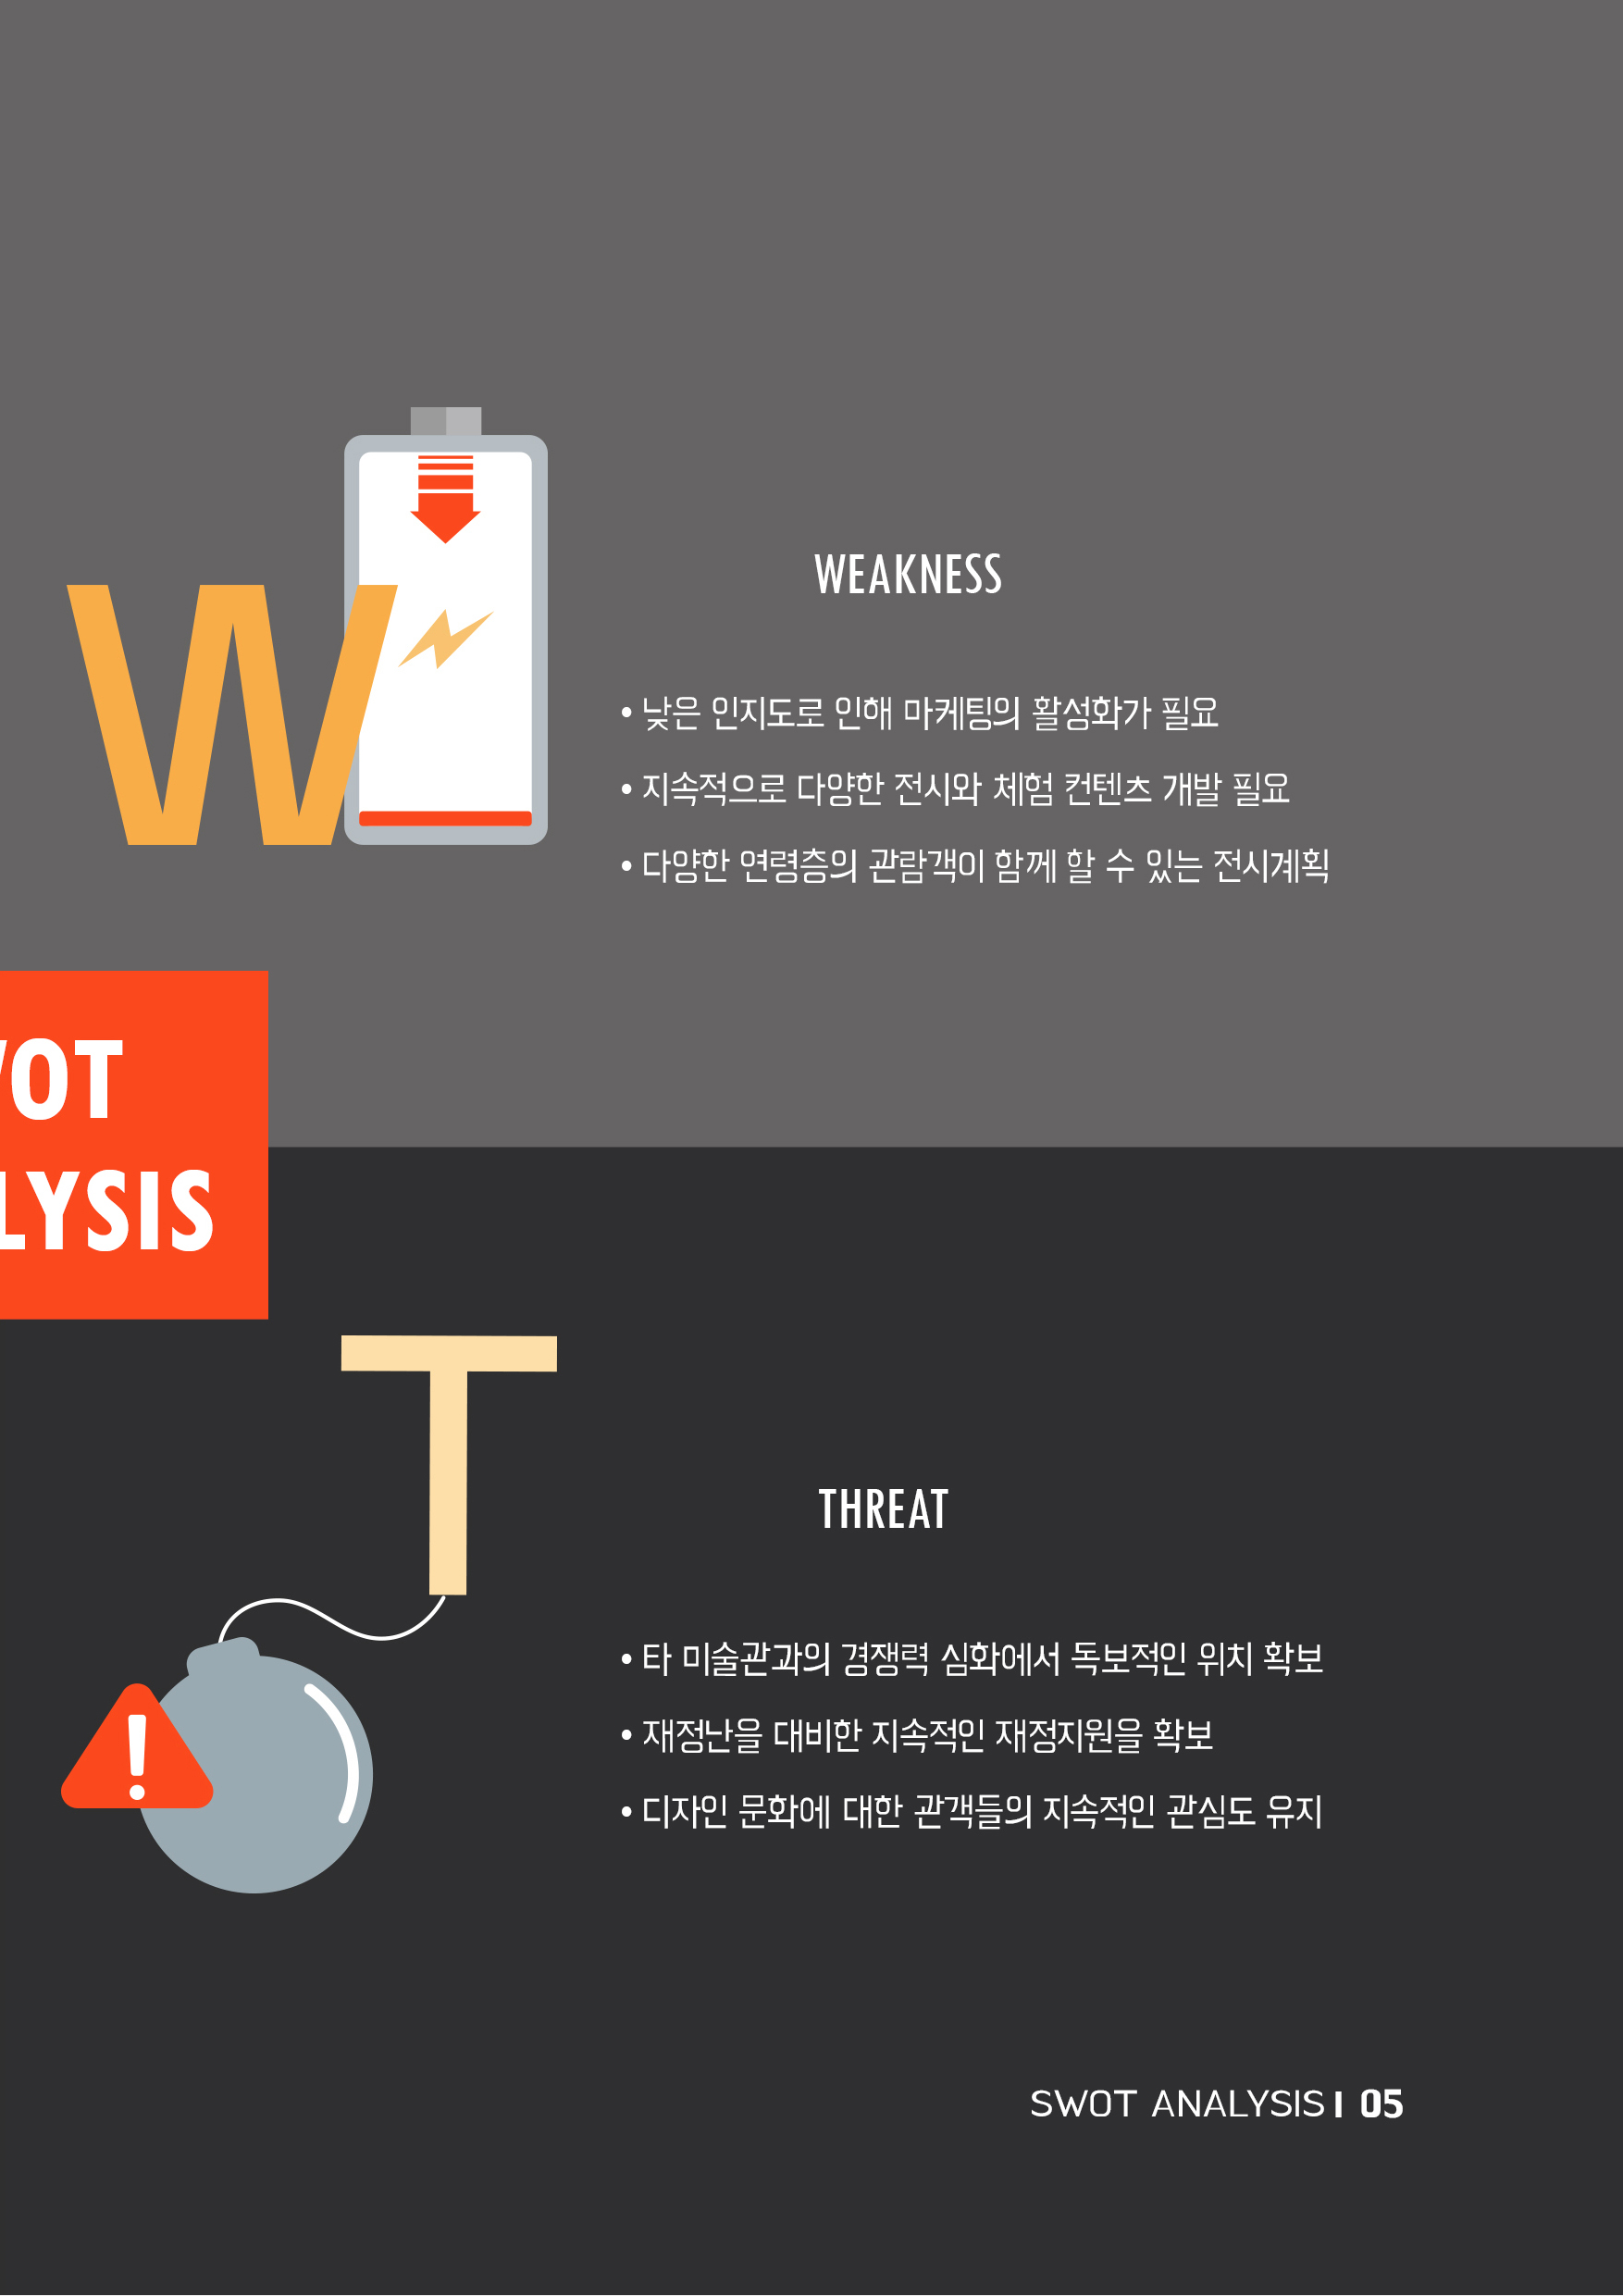 W
WEAKNESS
• 낮은 인지도로 인해 마케팅의 활성화가 필요
• 지속적으로 다양한 전시와 체험 컨텐츠 개발 필요
• 다양한 연령층의 관람객이 함께 할 수 있는 전시계획
OT
LYSIS
T
THREAT
!
• 타 미술관과의 경쟁력 심화에서 독보적인 위치 확보
• 재정난을 대비한 지속적인 재정지원을 확보
• 디자인 문화에 대한 관객들의 지속적인 관심도 유지
SWOT ANALYSIS | 05